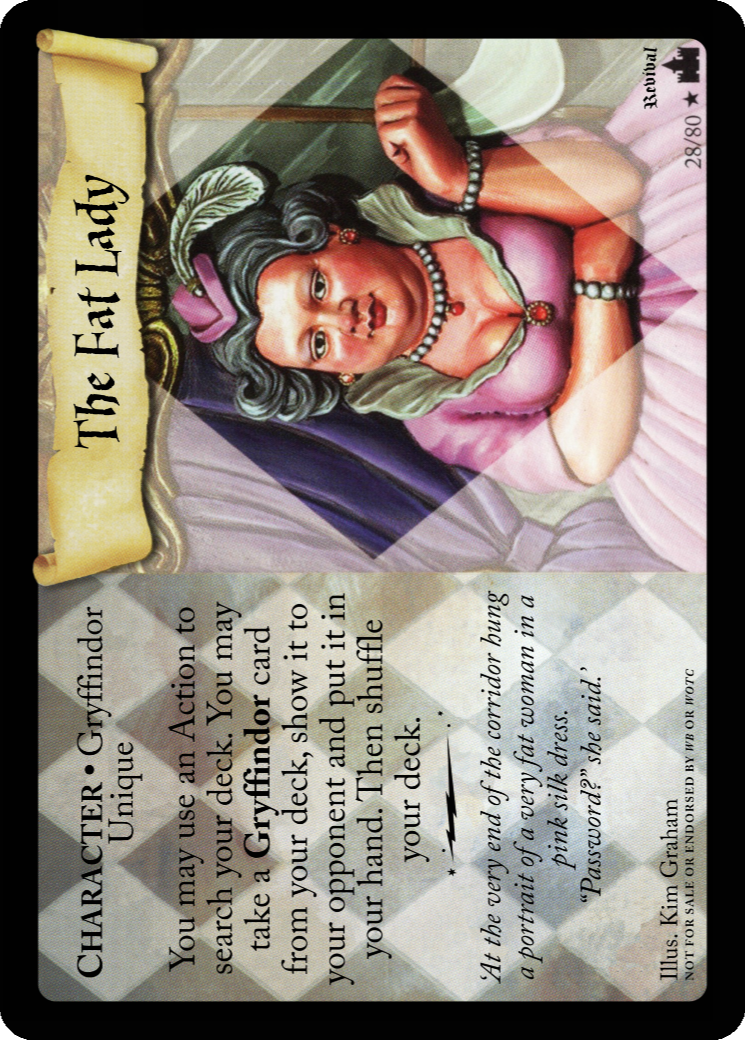 The Fat Lady
CHARACTER • Gryffindor
Unique
You may use an Action to
search your deck. You may
take a Gryffindor card
from your deck, show it to
your opponent and put it in
your hand. Then shuffle
your deck.
'At the very end of the corridor hung
a portrait of a very fat woman in a
pink silk dress.
“Password?” she said.'
Illus. Kim Graham
NOT FOR SALE OR ENDORSED BY WB OR WOTC
Revival
28/80 ★